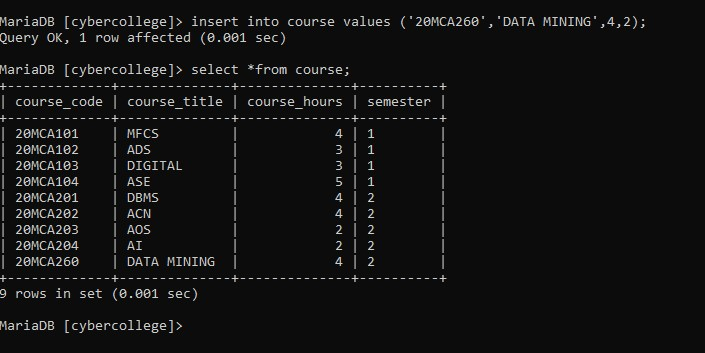 MariaDB [cybercollege]> insert into course values ('20MCA260','DATA MINING',4,2);
Query OK, 1 row affected (0.001 sec)
MariaDB [cybercollege]> select *from course;
+-------------+--------------+--------------+----------+
| course_code | course_title | course_hours | semester |
+-------------+--------------+--------------+----------+
| 20MCA101    | MFCS         |            4 | 1        |
| 20MCA102    | ADS          |            3 | 1        |
| 20MCA103    | DIGITAL      |            3 | 1        |
| 20MCA104    | ASE          |            5 | 1        |
| 20MCA201    | DBMS         |            4 | 2        |
| 20MCA202    | ACN          |            4 | 2        |
| 20MCA203    | AOS          |            2 | 2        |
| 20MCA204    | AI           |            2 | 2        |
| 20MCA260    | DATA MINING  |            4 | 2        |
+-------------+--------------+--------------+----------+
9 rows in set (0.001 sec)
MariaDB [cybercollege]>